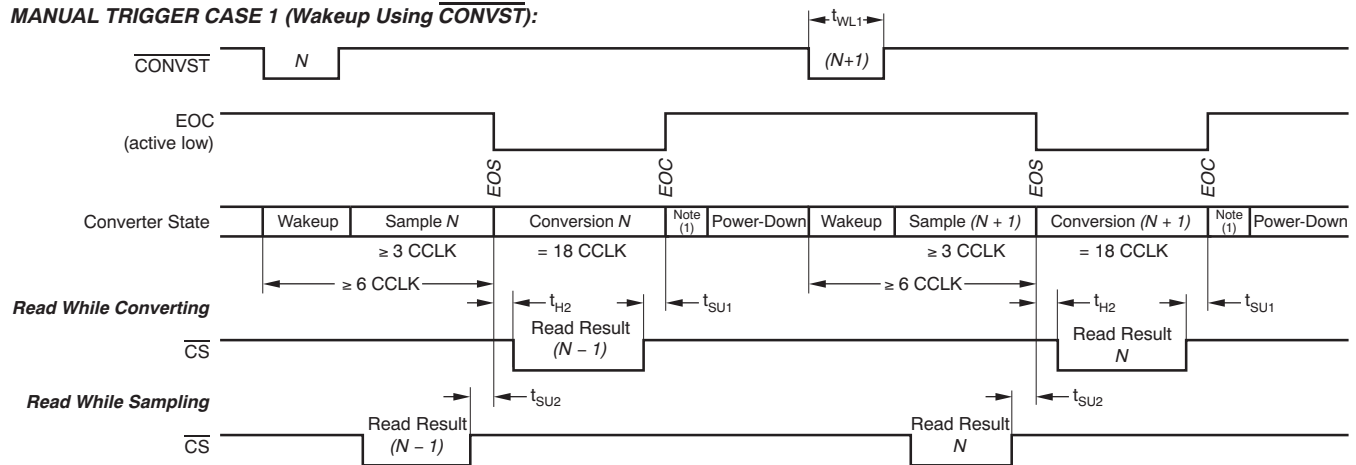 MANUAL TRIGGER CASE 1 (Wakeup Using CONVST):
tWL1
CONVST
N
(N+1)
EOC
(active low)
EOS
EOC
EOS
EOC
Converter State
Wakeup
Sample N
Conversion N
Note
(1)
Power-Down
Wakeup
Sample (N + 1)
Conversion (N + 1)
Note
(1)
Power-Down
≥ 3 CCLK
= 18 CCLK
≥ 3 CCLK
= 18 CCLK
≥ 6 CCLK
≥ 6 CCLK
Read While Converting
tH2
tSU1
tH2
tSU1
CS
Read Result
(N − 1)
Read Result
N
Read While Sampling
tSU2
tSU2
CS
Read Result
(N − 1)
Read Result
N